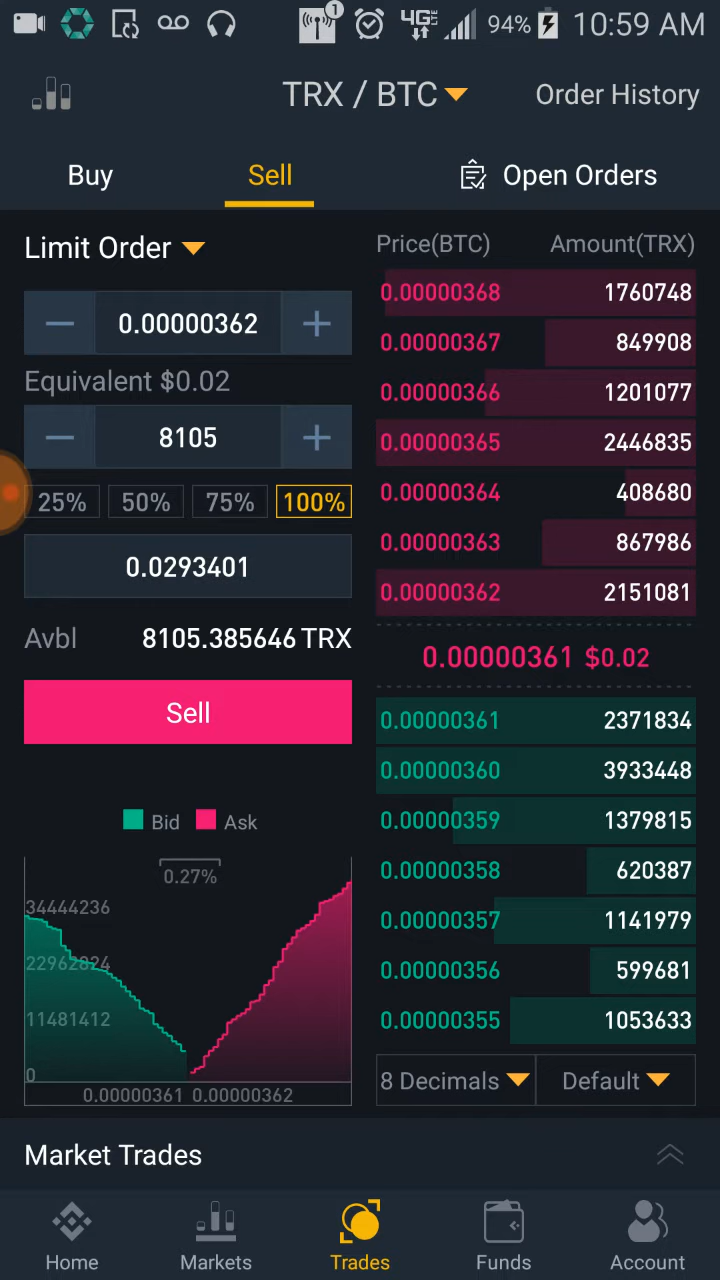 1
4G LTE
94%
10:59 AM
TRX / BTC
Order History
Buy
Sell
Open Orders
Limit Order
0.00000362
Equivalent $0.02
8105
25% 50% 75% 100%
0.0293401
Avbl 8105.385646 TRX
Sell
Bid Ask
0.27%
34444236
22962824
11481412
0
0.00000361 0.00000362
Price(BTC) Amount(TRX)
0.00000368 1760748
0.00000367 849908
0.00000366 1201077
0.00000365 2446835
0.00000364 408680
0.00000363 867986
0.00000362 2151081
0.00000361 $0.02
0.00000361 2371834
0.00000360 3933448
0.00000359 1379815
0.00000358 620387
0.00000357 1141979
0.00000356 599681
0.00000355 1053633
8 Decimals Default
Market Trades
Home Markets Trades Funds Account